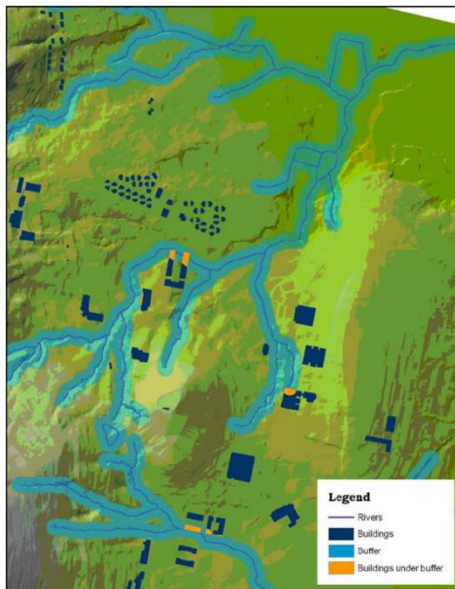 Legend
Rivers
Buildings
Buffer
Buildings under buffer